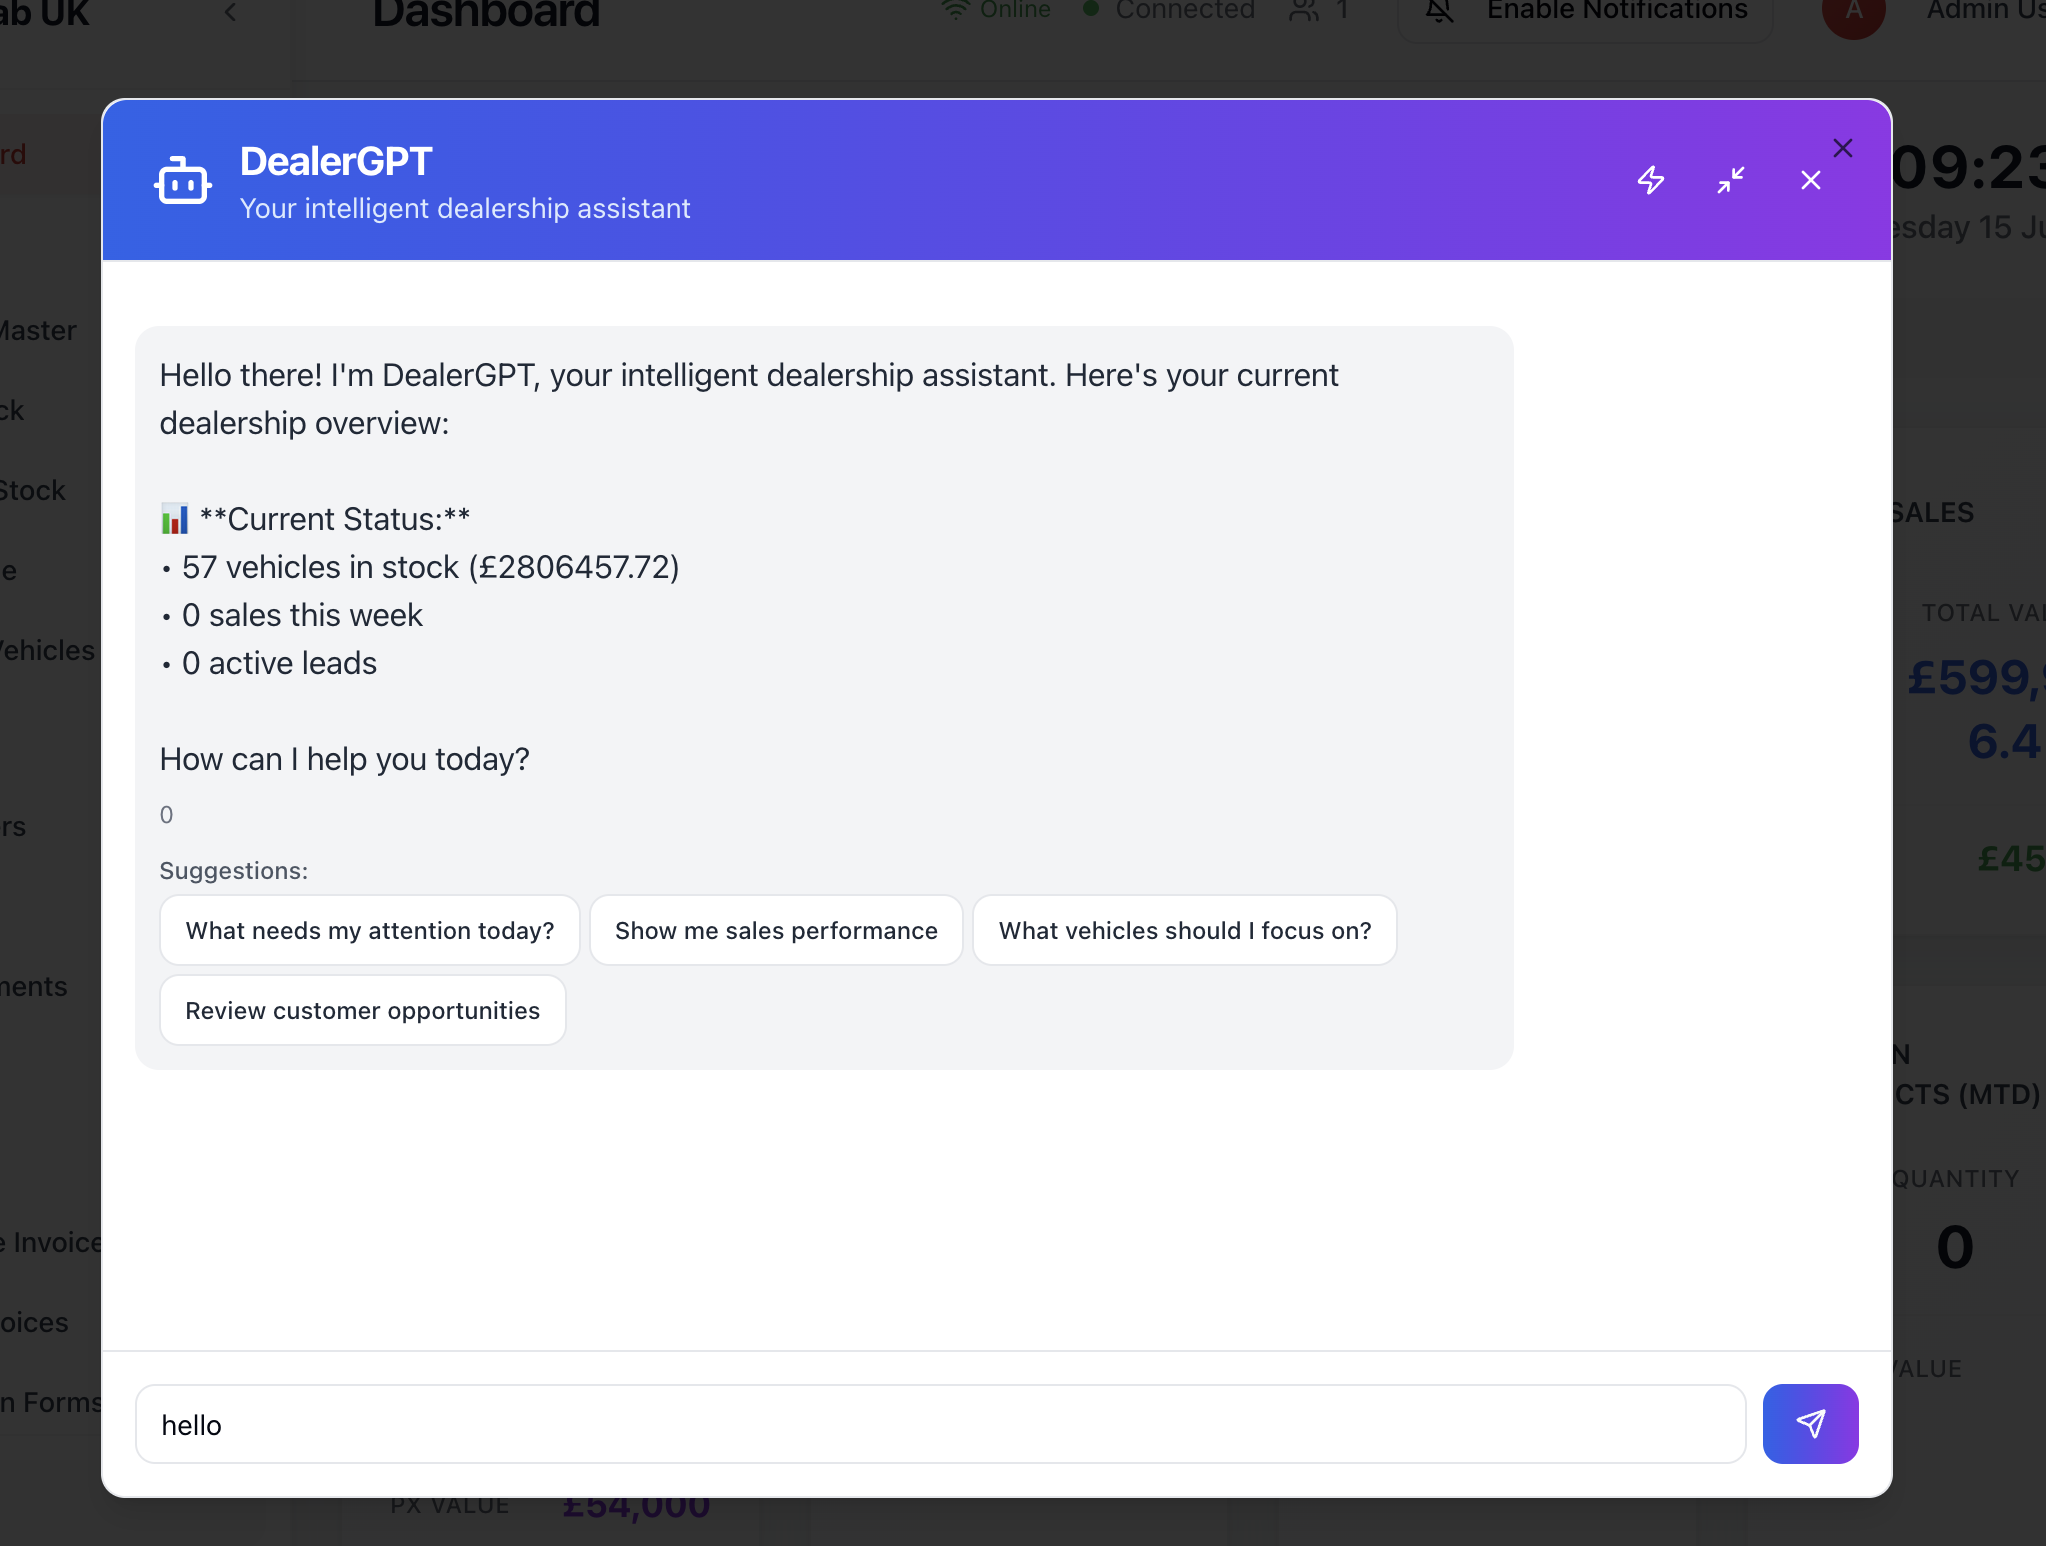 ab UK
Dashboard
Online
Connected
1
Enable Notifications
A
Admin Us
rd
Master
ck
Stock
e
Vehicles
rs
ments
e Invoice
oices
n Forms
DealerGPT
Your intelligent dealership assistant
09:23
esday 15 Ju
Hello there! I'm DealerGPT, your intelligent dealership assistant. Here's your current
dealership overview:
📊 **Current Status:**
• 57 vehicles in stock (£2806457.72)
• 0 sales this week
• 0 active leads
How can I help you today?
0
Suggestions:
What needs my attention today?
Show me sales performance
What vehicles should I focus on?
Review customer opportunities
hello
SALES
TOTAL VAL
£599,9
6.4
£45
N
CTS (MTD)
QUANTITY
0
VALUE
PX VALUE
£54,000